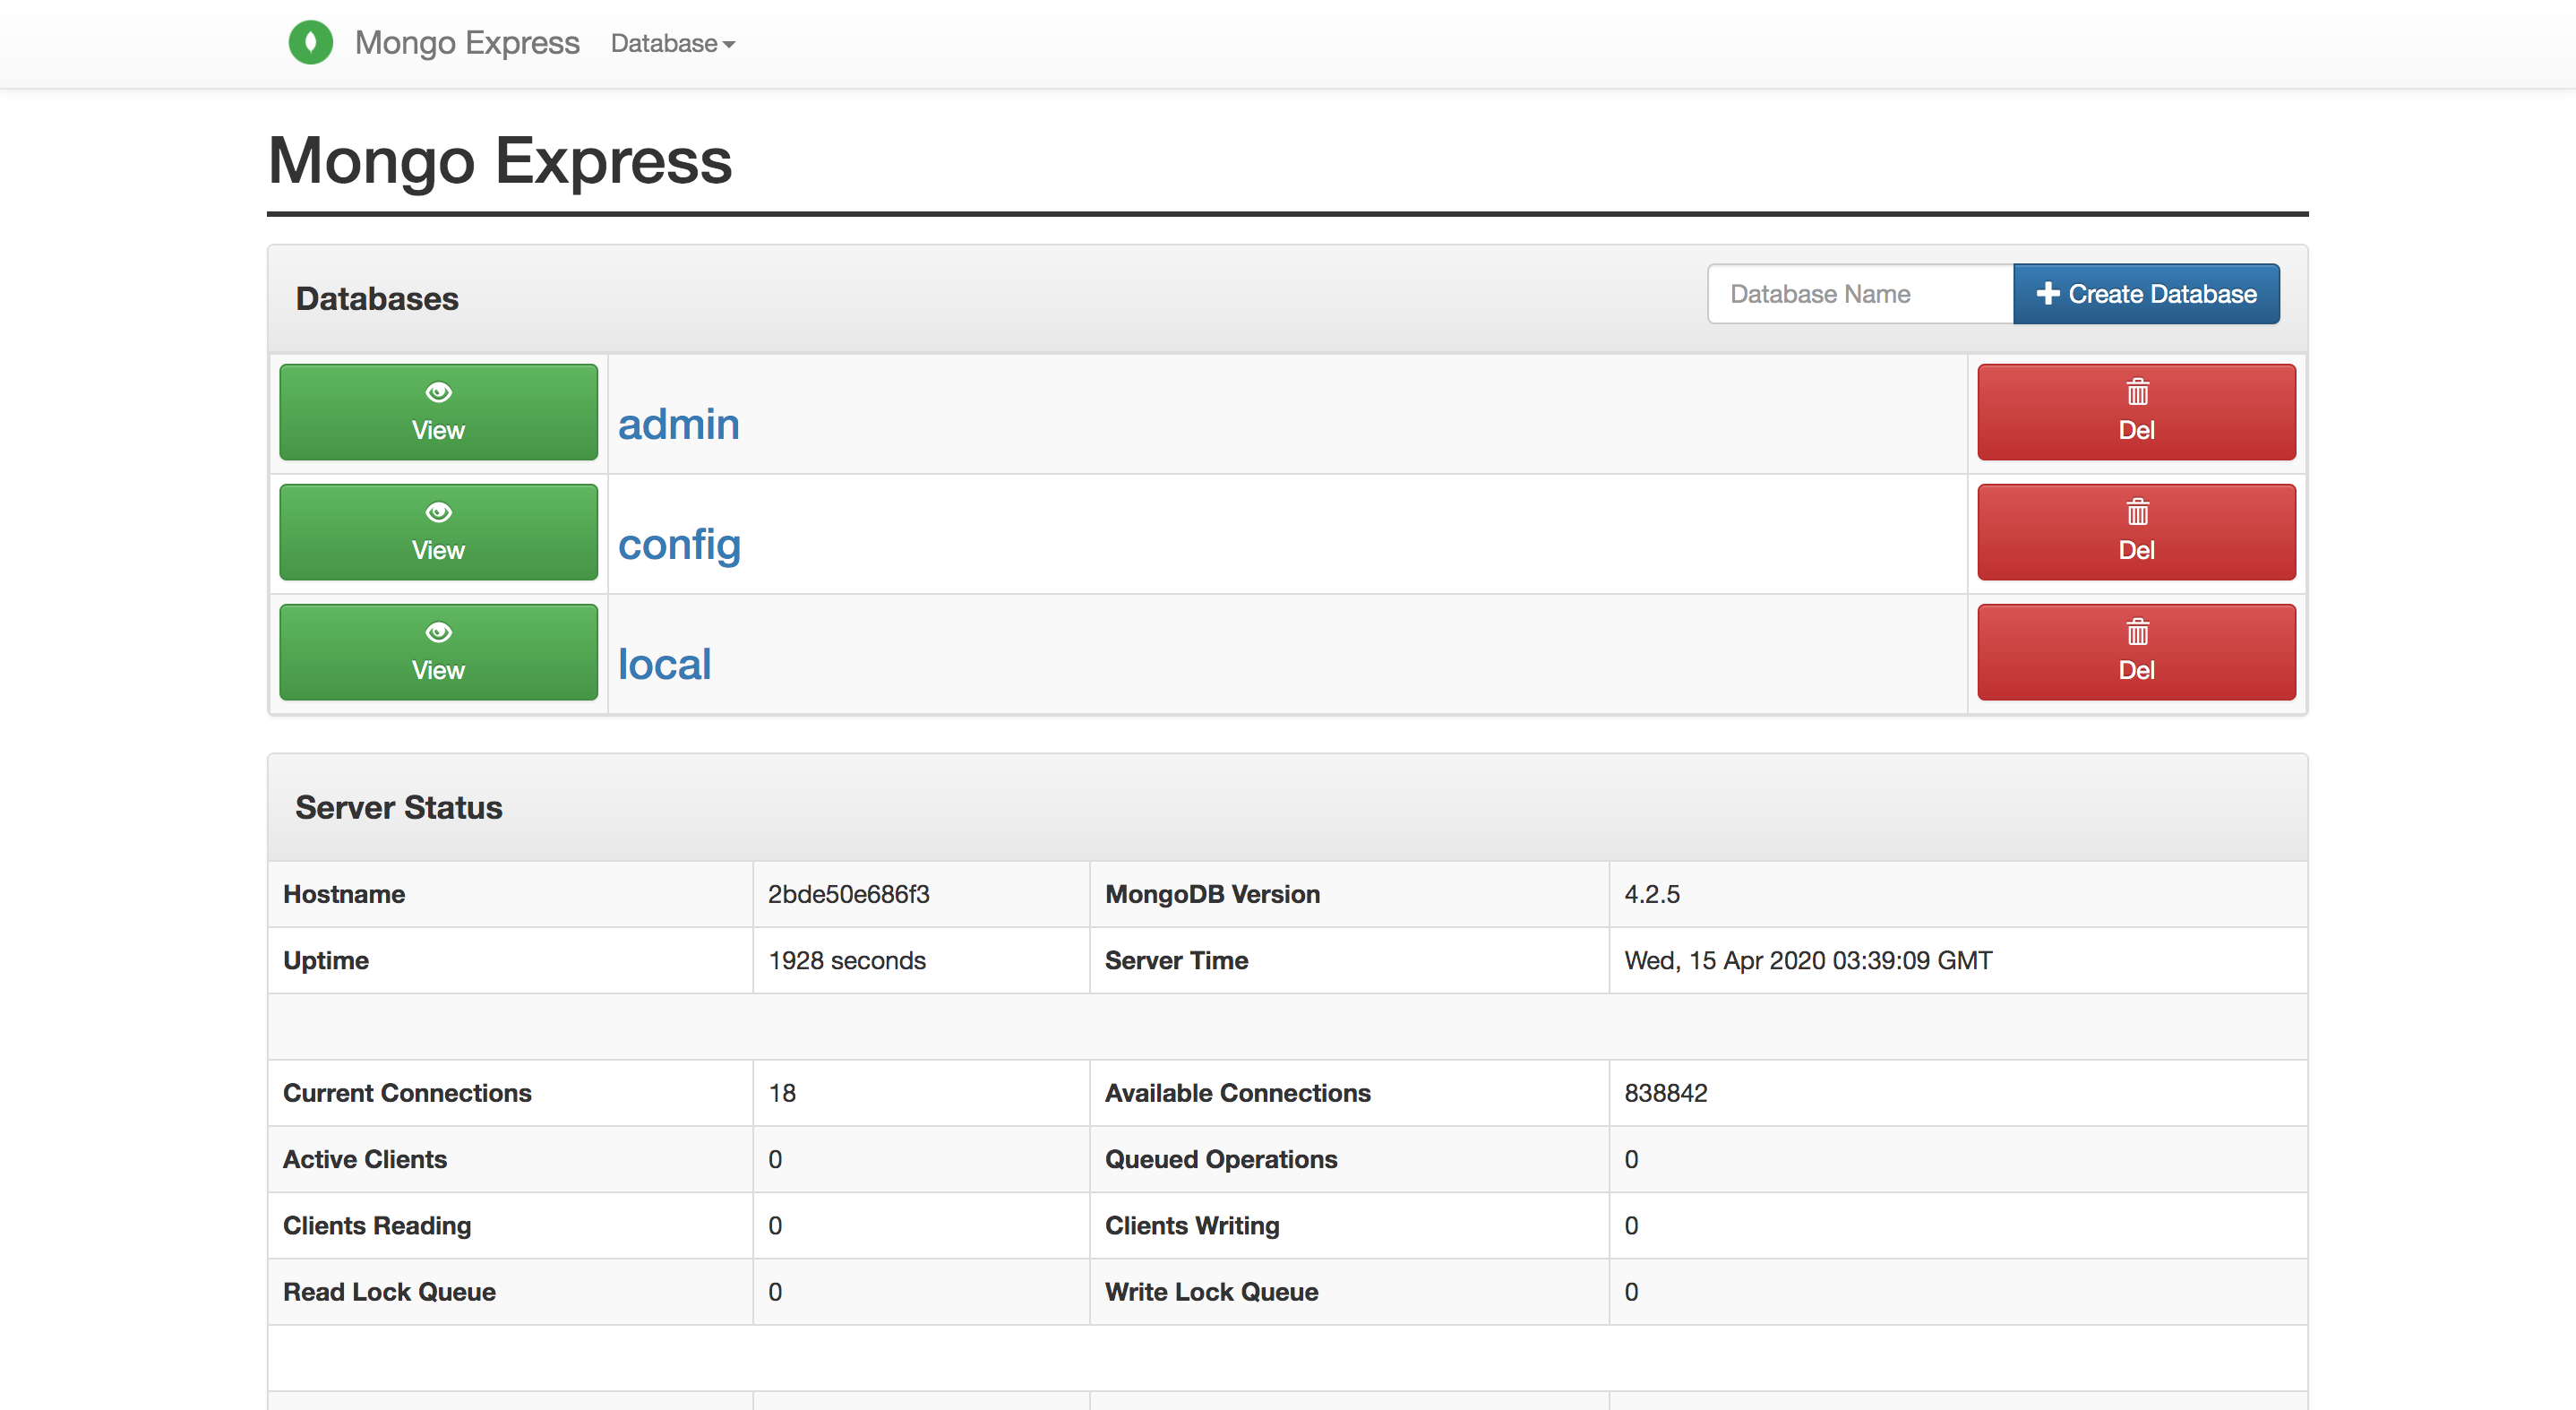 Mongo Express Database
Mongo Express
Databases Database Name Create Database
View admin Del
View config Del
View local Del
Server Status
Hostname 2bde50e686f3 MongoDB Version 4.2.5
Uptime 1928 seconds Server Time Wed, 15 Apr 2020 03:39:09 GMT
Current Connections 18 Available Connections 838842
Active Clients 0 Queued Operations 0
Clients Reading 0 Clients Writing 0
Read Lock Queue 0 Write Lock Queue 0